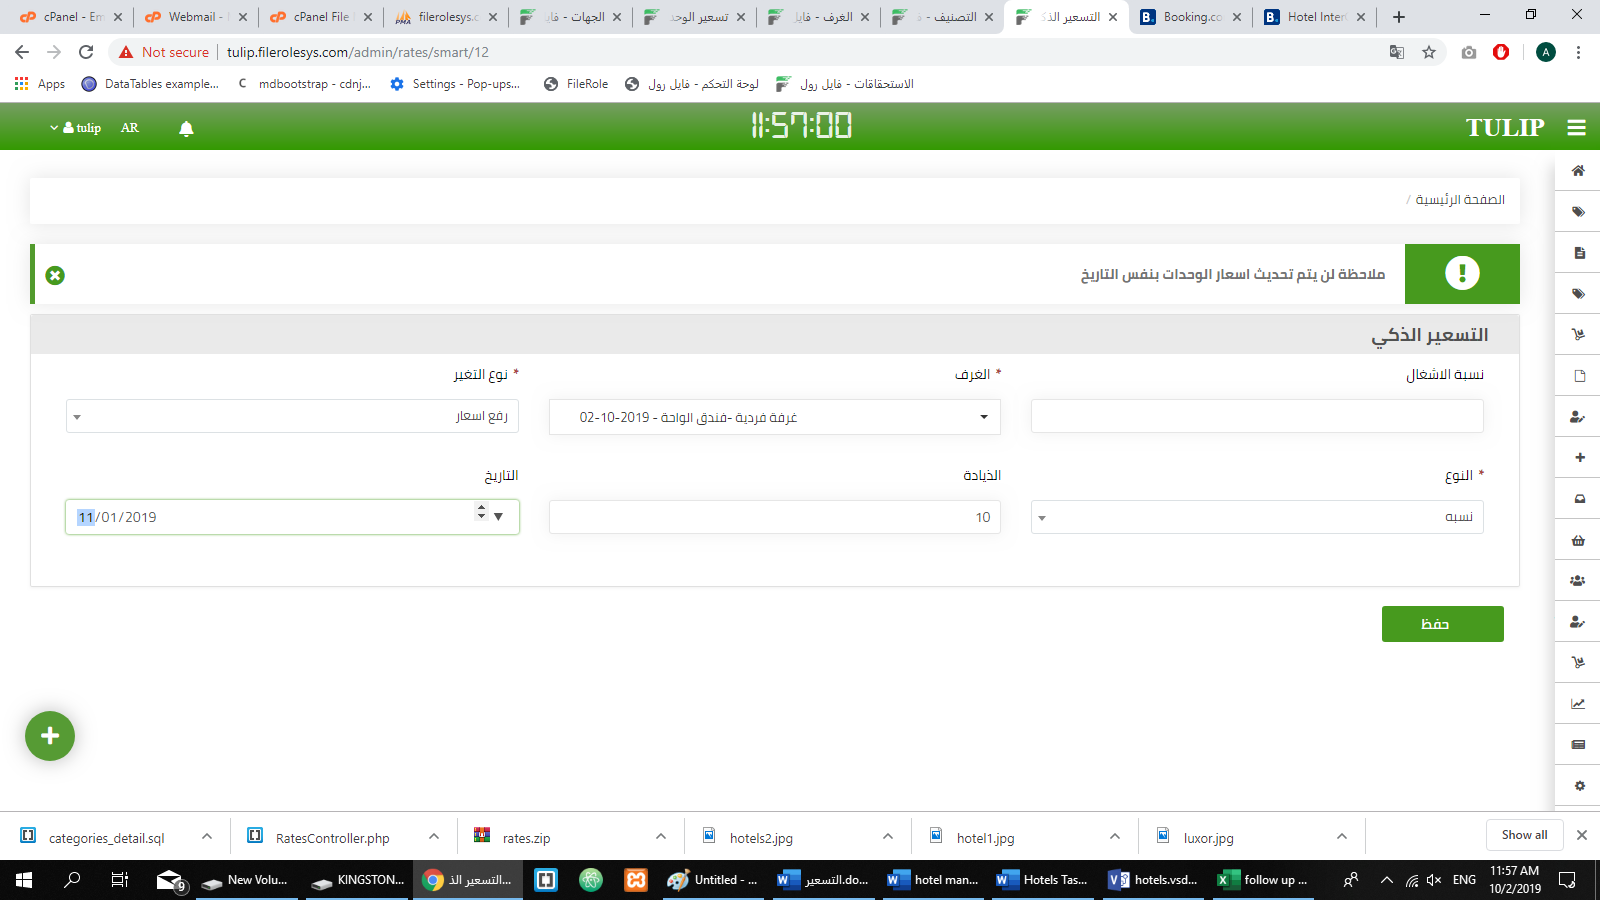 cPanel - Em
Webmail -
cPanel File
filerolesys.c
الجهات - فايل
تسعير الوحد
الغرف - فايل
التصنيف - ف
التسعير الذك
Booking.co
Hotel Inter
Not secure
tulip.filerolesys.com/admin/rates/smart/12
A
Apps
DataTables example...
mdbootstrap - cdnj...
Settings - Pop-ups...
FileRole
لوحة التحكم - فايل رول
الاستحقاقات - فايل رول
tulip
AR
11:57:00
TULIP
الصفحة الرئيسية /
ملاحظة لن يتم تحديث اسعار الوحدات بنفس التاريخ
التسعير الذكي
نسبة الاشغال
* الغرف
* نوع التغير
غرفة فردية -فندق الواحة - 2019-10-02
رفع اسعار
* النوع
الذيادة
التاريخ
نسبه
10
11/01/2019
حفظ
categories_detail.sql
RatesController.php
rates.zip
hotels2.jpg
hotel1.jpg
luxor.jpg
Show all
9
New Volu...
KINGSTON...
التسعير الذ...
Untitled - ...
التسعير.do...
hotel man...
Hotels Tas...
hotels.vsd...
follow up ...
ENG
11:57 AM
10/2/2019